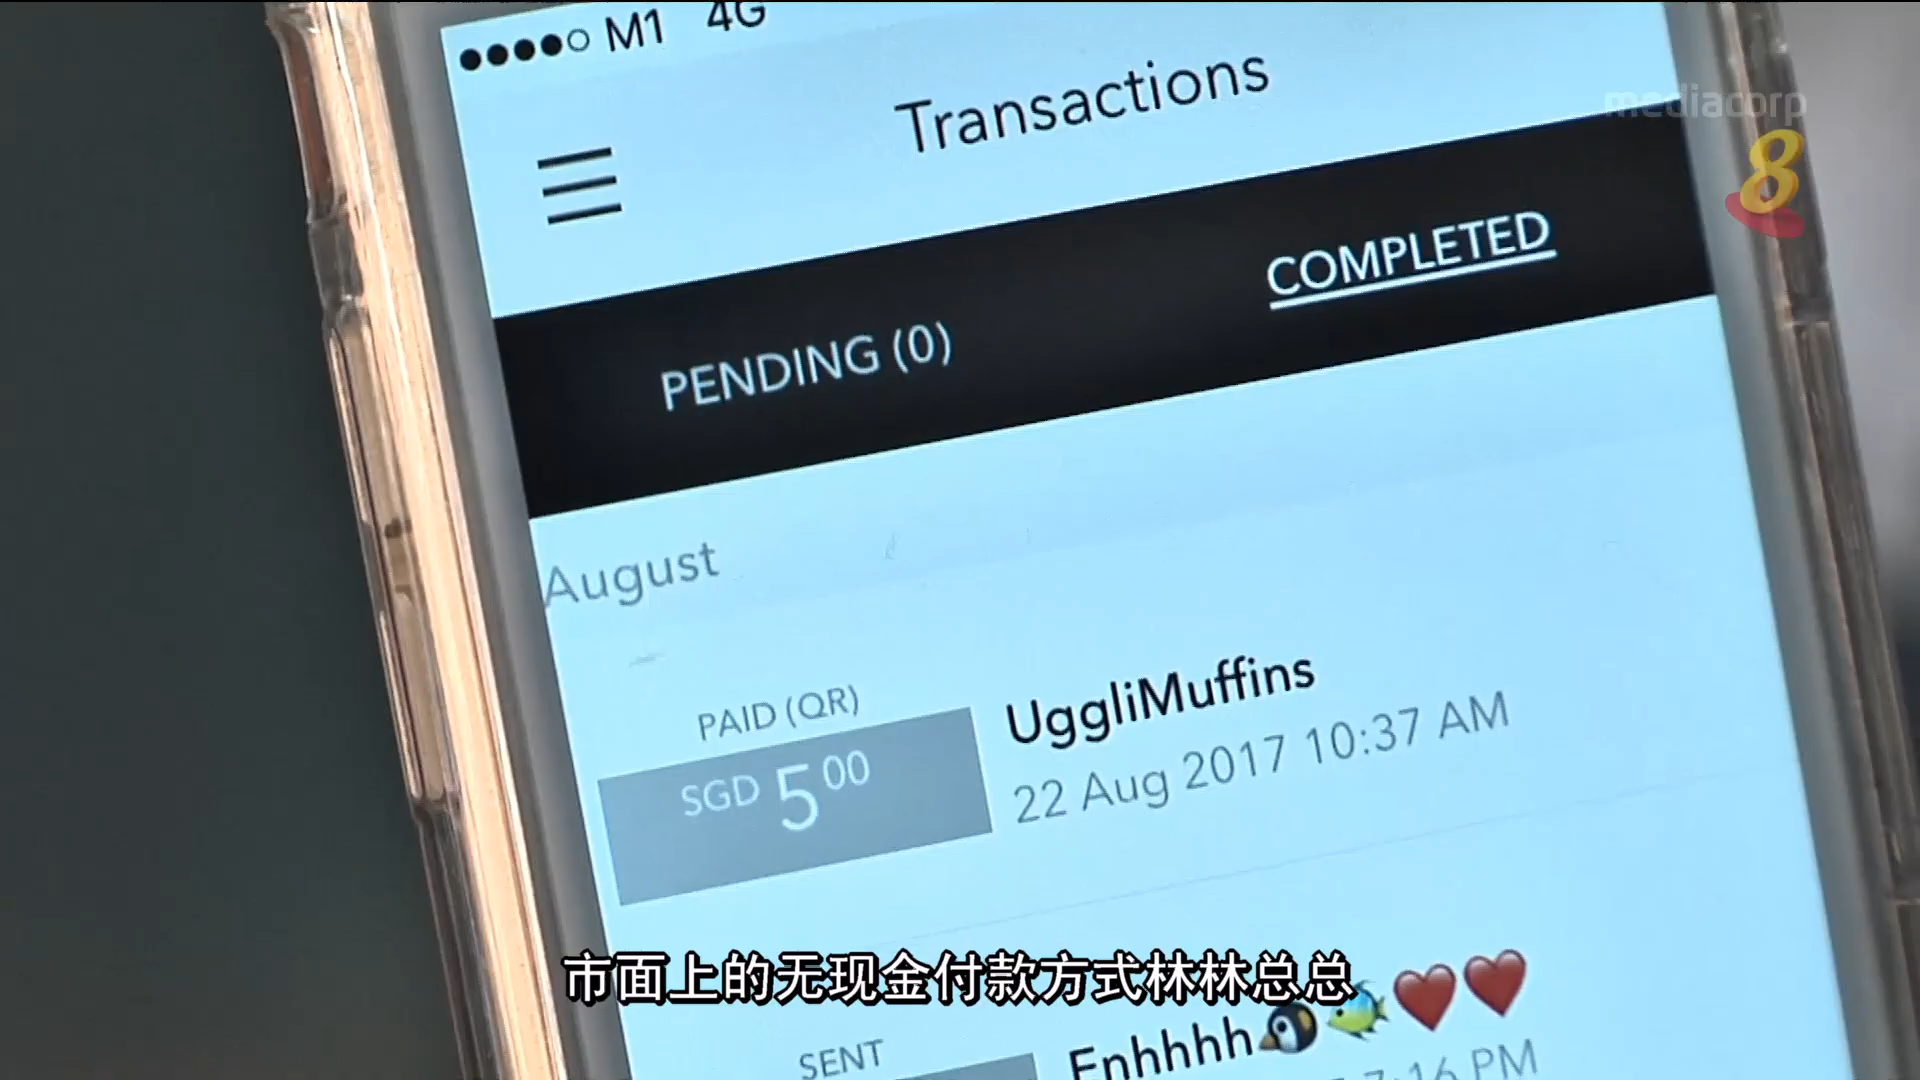 M1 4G
mediacorp
8
Transactions
PENDING (0)
COMPLETED
August
PAID (QR)
SGD 5 00
UggliMuffins
22 Aug 2017 10:37 AM
市面上的无现金付款方式林林总总
SENT
Enhhhh🐧🐠❤️❤️
7:16 PM